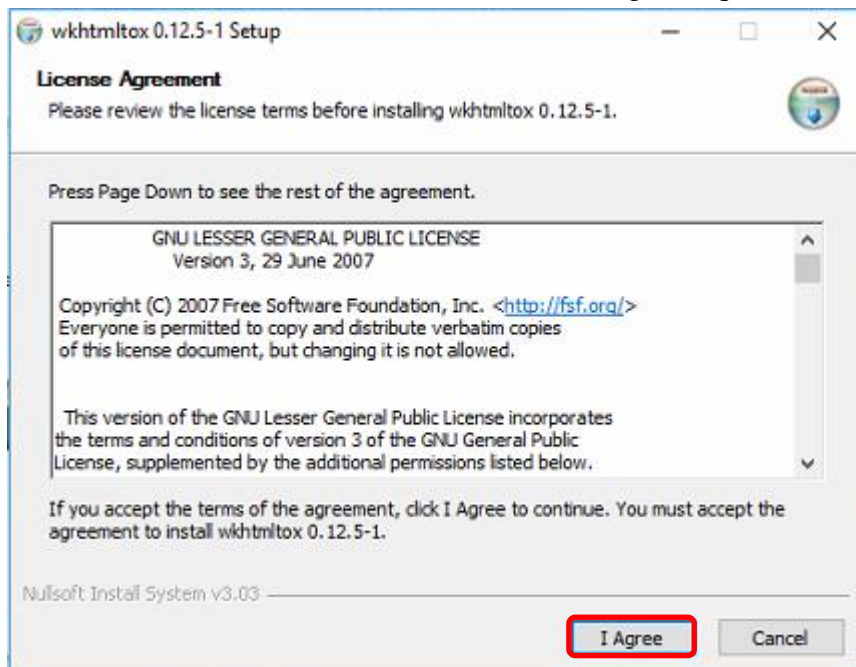 wkhtmltox 0.12.5-1 Setup
License Agreement
Please review the license terms before installing wkhtmltox 0.12.5-1.
Press Page Down to see the rest of the agreement.
GNU LESSER GENERAL PUBLIC LICENSE
Version 3, 29 June 2007
Copyright (C) 2007 Free Software Foundation, Inc. <http://fsf.org/>
Everyone is permitted to copy and distribute verbatim copies
of this license document, but changing it is not allowed.
This version of the GNU Lesser General Public License incorporates
the terms and conditions of version 3 of the GNU General Public
License, supplemented by the additional permissions listed below.
If you accept the terms of the agreement, click I Agree to continue. You must accept the
agreement to install wkhtmltox 0.12.5-1.
Nullsoft Install System v3.03
I Agree
Cancel